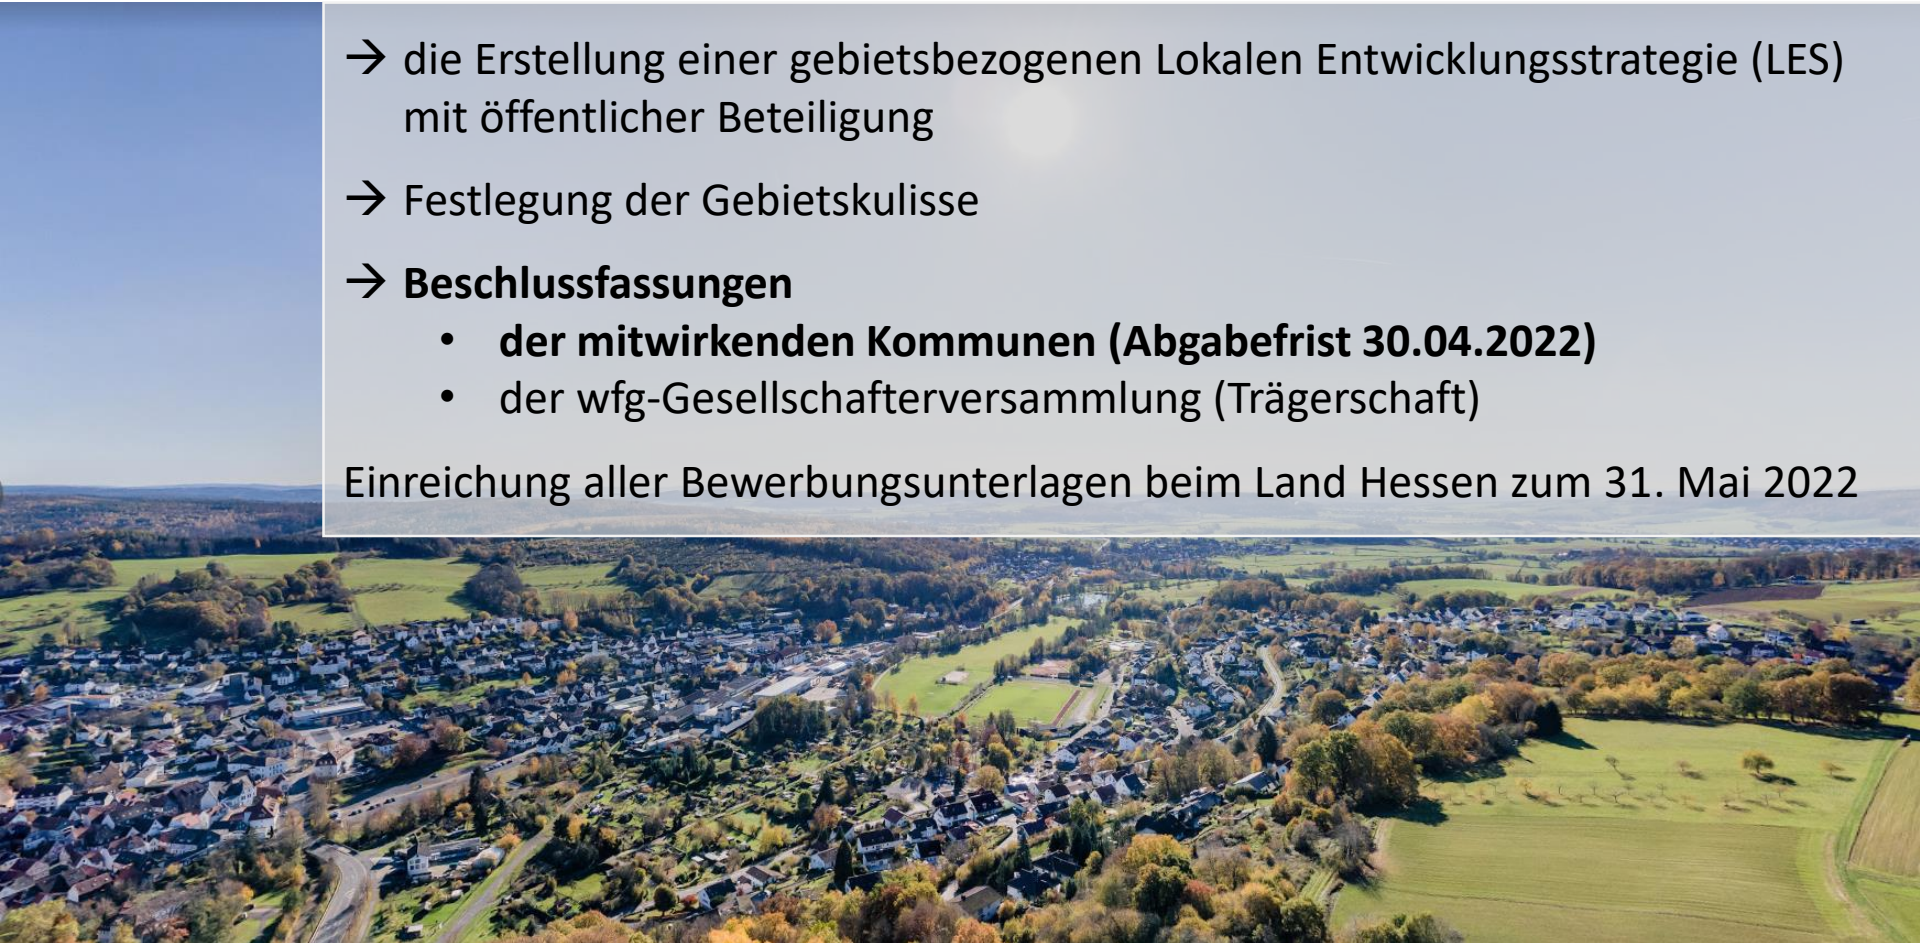 → die Erstellung einer gebietsbezogenen Lokalen Entwicklungsstrategie (LES)
mit öffentlicher Beteiligung
→ Festlegung der Gebietskulisse
→ Beschlussfassungen
• der mitwirkenden Kommunen (Abgabefrist 30.04.2022)
• der wfg-Gesellschafterversammlung (Trägerschaft)
Einreichung aller Bewerbungsunterlagen beim Land Hessen zum 31. Mai 2022